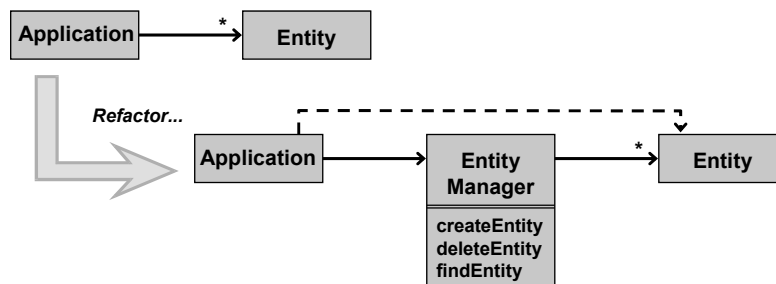 Application
*
Entity
Refactor...
Application
Entity
Manager
*
Entity
createEntity
deleteEntity
findEntity